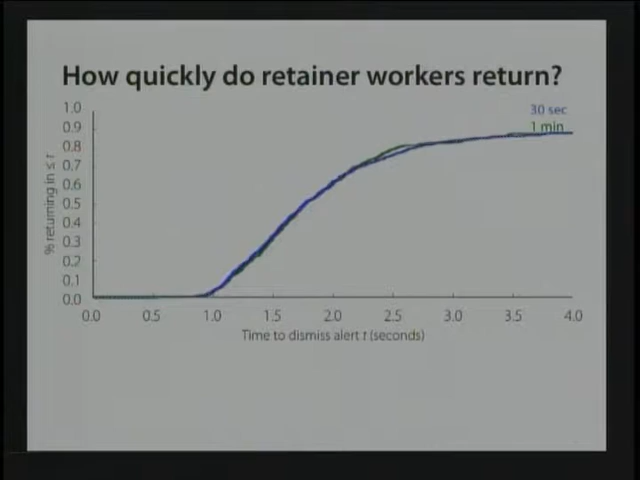 How quickly do retainer workers return?
1.0
0.9
0.8
0.7
0.6
0.5
0.4
0.3
0.2
0.1
0.0
% returning in ≤ t
30 sec
1 min
0.0 0.5 1.0 1.5 2.0 2.5 3.0 3.5 4.0
Time to dismiss alert t (seconds)